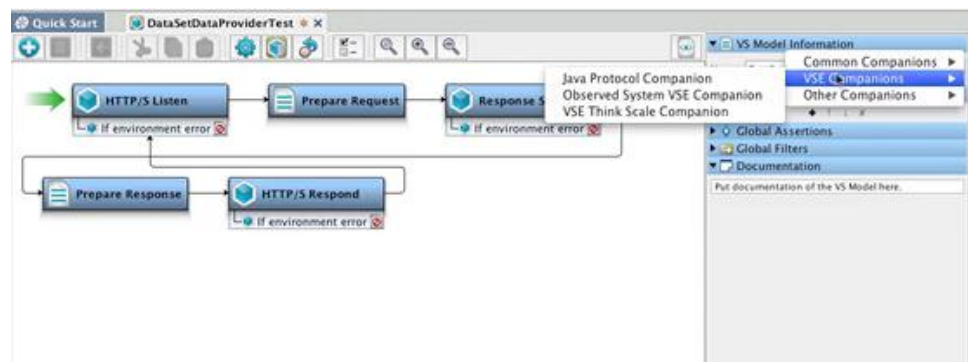 Quick Start
DataSetDataProviderTest
VS Model Information
Common Companions
VSE Companions
Other Companions
Java Protocol Companion
Observed System VSE Companion
VSE Think Scale Companion
HTTP/S Listen
Prepare Request
Response S
If environment error
If environment error
Global Assertions
Global Filters
Documentation
Put documentation of the VS Model here.
Prepare Response
HTTP/S Respond
If environment error